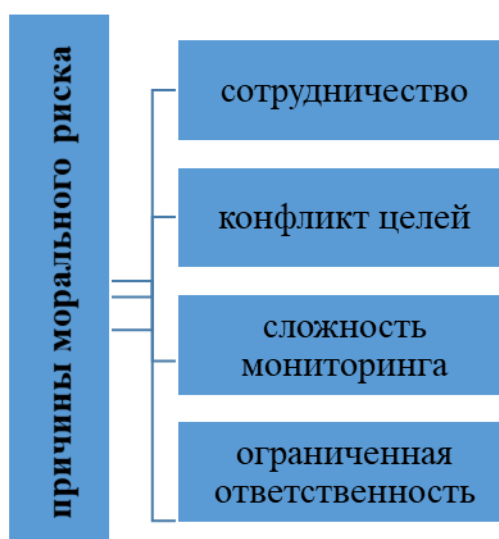 причины морального риска
сотрудничество
конфликт целей
сложность
мониторинга
ограниченная
ответственность